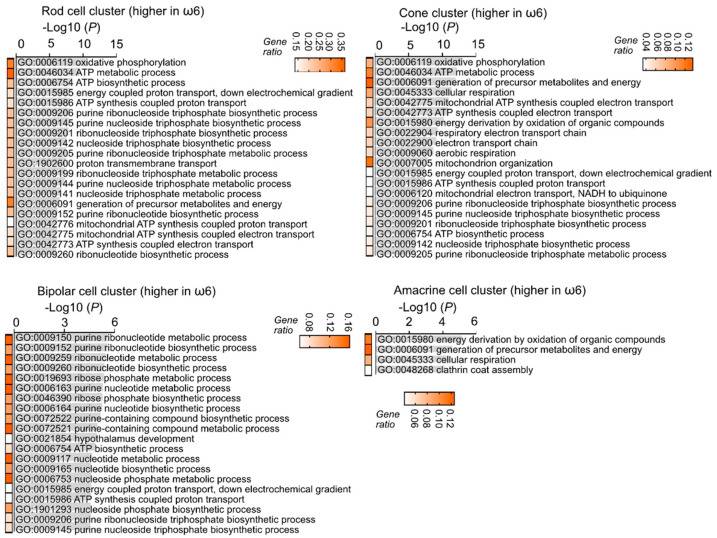 Rod cell cluster (higher in ω6)
-Log10 (P)
0 5 10 15
Gene ratio
0.15 0.20 0.25 0.30 0.35
GO:0006119 oxidative phosphorylation
GO:0046034 ATP metabolic process
GO:0006754 ATP biosynthetic process
GO:0015985 energy coupled proton transport, down electrochemical gradient
GO:0015986 ATP synthesis coupled proton transport
GO:0009206 purine ribonucleoside triphosphate biosynthetic process
GO:0009145 purine nucleoside triphosphate biosynthetic process
GO:0009201 ribonucleoside triphosphate biosynthetic process
GO:0009142 nucleoside triphosphate biosynthetic process
GO:0009205 purine ribonucleoside triphosphate metabolic process
GO:1902600 proton transmembrane transport
GO:0009199 ribonucleoside triphosphate metabolic process
GO:0009144 purine nucleoside triphosphate metabolic process
GO:0009141 nucleoside triphosphate metabolic process
GO:0006091 generation of precursor metabolites and energy
GO:0009152 purine ribonucleotide biosynthetic process
GO:0042776 mitochondrial ATP synthesis coupled proton transport
GO:0042775 mitochondrial ATP synthesis coupled electron transport
GO:0042773 ATP synthesis coupled electron transport
GO:0009260 ribonucleotide biosynthetic process
Cone cluster (higher in ω6)
-Log10 (P)
0 5 10 15
Gene ratio
0.04 0.06 0.08 0.10 0.12
GO:0006119 oxidative phosphorylation
GO:0046034 ATP metabolic process
GO:0006091 generation of precursor metabolites and energy
GO:0045333 cellular respiration
GO:0042775 mitochondrial ATP synthesis coupled electron transport
GO:0042773 ATP synthesis coupled electron transport
GO:0015980 energy derivation by oxidation of organic compounds
GO:0022904 respiratory electron transport chain
GO:0022900 electron transport chain
GO:0009060 aerobic respiration
GO:0007005 mitochondrion organization
GO:0015985 energy coupled proton transport, down electrochemical gradient
GO:0015986 ATP synthesis coupled proton transport
GO:0006120 mitochondrial electron transport, NADH to ubiquinone
GO:0009206 purine ribonucleoside triphosphate biosynthetic process
GO:0009145 purine nucleoside triphosphate biosynthetic process
GO:0009201 ribonucleoside triphosphate biosynthetic process
GO:0006754 ATP biosynthetic process
GO:0009142 nucleoside triphosphate biosynthetic process
GO:0009205 purine ribonucleoside triphosphate metabolic process
Bipolar cell cluster (higher in ω6)
-Log10 (P)
0 3 6
Gene ratio
0.08 0.12 0.16
GO:0009150 purine ribonucleotide metabolic process
GO:0009152 purine ribonucleotide biosynthetic process
GO:0009259 ribonucleotide metabolic process
GO:0009260 ribonucleotide biosynthetic process
GO:0019693 ribose phosphate metabolic process
GO:0006163 purine nucleotide metabolic process
GO:0046390 ribose phosphate biosynthetic process
GO:0006164 purine nucleotide biosynthetic process
GO:0072522 purine-containing compound biosynthetic process
GO:0072521 purine-containing compound metabolic process
GO:0021854 hypothalamus development
GO:0006754 ATP biosynthetic process
GO:0009117 nucleotide metabolic process
GO:0009165 nucleotide biosynthetic process
GO:0006753 nucleoside phosphate metabolic process
GO:0015985 energy coupled proton transport, down electrochemical gradient
GO:0015986 ATP synthesis coupled proton transport
GO:1901293 nucleoside phosphate biosynthetic process
GO:0009206 purine ribonucleoside triphosphate biosynthetic process
GO:0009145 purine nucleoside triphosphate biosynthetic process
Amacrine cell cluster (higher in ω6)
-Log10 (P)
0 2 4 6
GO:0015980 energy derivation by oxidation of organic compounds
GO:0006091 generation of precursor metabolites and energy
GO:0045333 cellular respiration
GO:0048268 clathrin coat assembly
Gene ratio
0.06 0.08 0.10 0.12